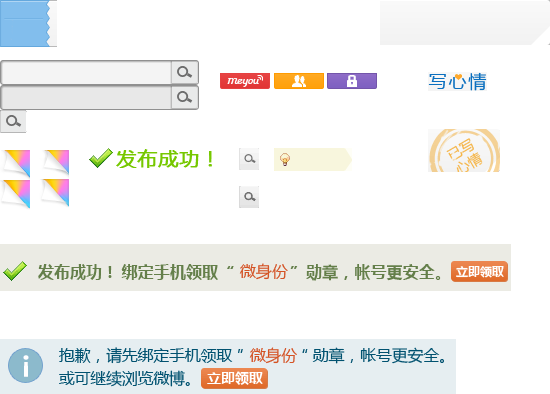 meyou
写心情
已写
心情
发布成功！
发布成功！绑定手机领取“微身份”勋章，帐号更安全。 立即领取
抱歉，请先绑定手机领取“微身份“勋章，帐号更安全。
或可继续浏览微博。 立即领取